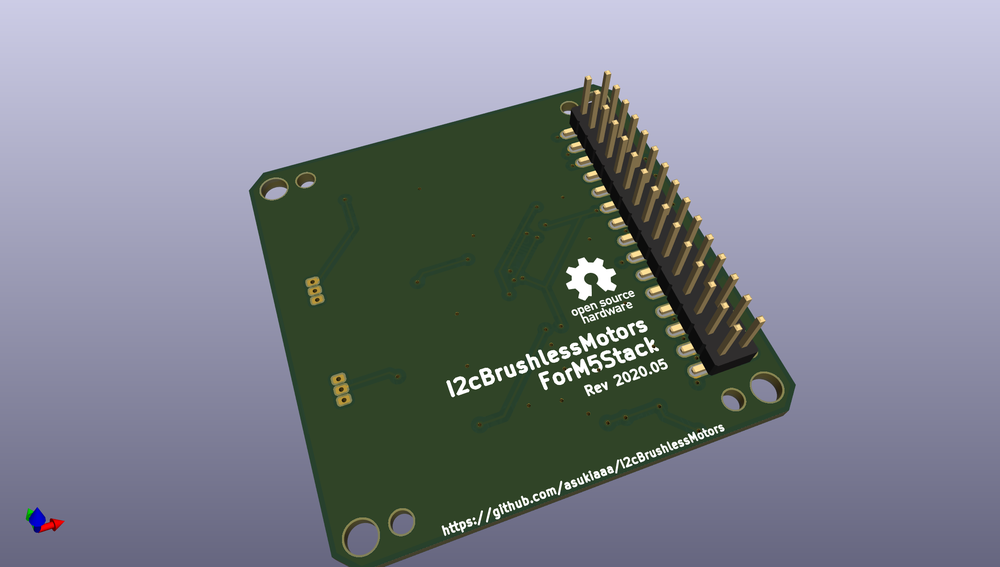 open source
hardware
I2cBrushlessMotors
ForM5Stack
Rev 2020.05
https://github.com/asukiaaa/I2cBrushlessMotors